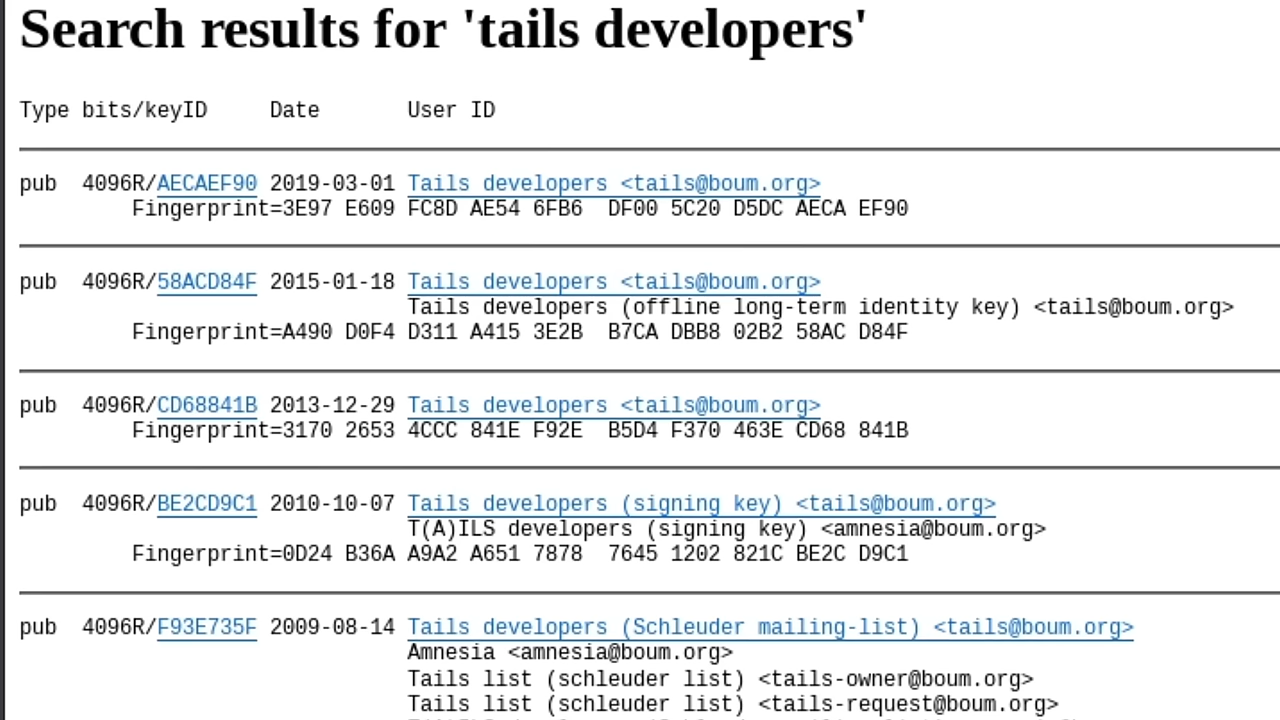 Search results for 'tails developers'
Type bits/keyID     Date       User ID
pub  4096R/AECAEF90 2019-03-01 Tails developers <tails@boum.org>
Fingerprint=3E97 E609 FC8D AE54 6FB6  DF00 5C20 D5DC AECA EF90
pub  4096R/58ACD84F 2015-01-18 Tails developers <tails@boum.org>
Tails developers (offline long-term identity key) <tails@boum.org>
Fingerprint=A490 D0F4 D311 A415 3E2B  B7CA DBB8 02B2 58AC D84F
pub  4096R/CD68841B 2013-12-29 Tails developers <tails@boum.org>
Fingerprint=3170 2653 4CCC 841E F92E  B5D4 F370 463E CD68 841B
pub  4096R/BE2CD9C1 2010-10-07 Tails developers (signing key) <tails@boum.org>
T(A)ILS developers (signing key) <amnesia@boum.org>
Fingerprint=0D24 B36A A9A2 A651 7878  7645 1202 821C BE2C D9C1
pub  4096R/F93E735F 2009-08-14 Tails developers (Schleuder mailing-list) <tails@boum.org>
Amnesia <amnesia@boum.org>
Tails list (schleuder list) <tails-owner@boum.org>
Tails list (schleuder list) <tails-request@boum.org>